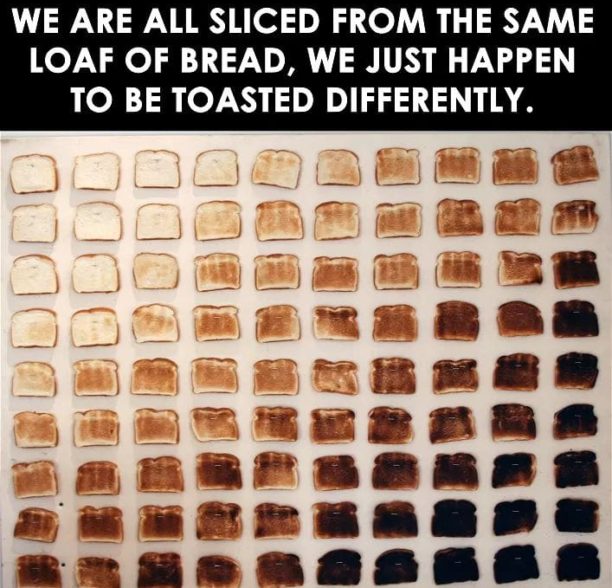 WE ARE ALL SLICED FROM THE SAME
LOAF OF BREAD, WE JUST HAPPEN
TO BE TOASTED DIFFERENTLY.